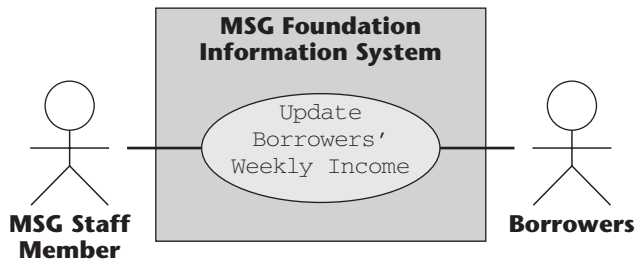 MSG Foundation
Information System
Update
Borrowers’
Weekly Income
MSG Staff
Member
Borrowers